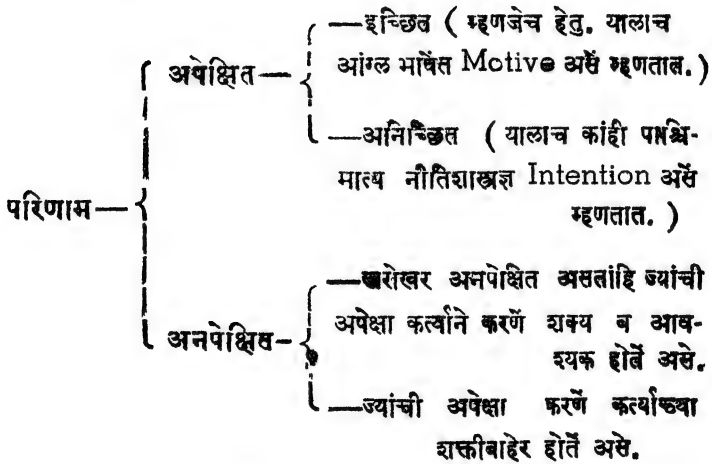 —इच्छित ( म्हणजेच हेतु. यालाच
अपेक्षित—
आंग्ल भाषेंत Motive असें म्हणतात. )
—अनिच्छित ( यालाच कांही पाश्चि-
मात्य नीतिशास्त्रज्ञ Intention असें
म्हणतात. )
परिणाम—
—खरोखर अनपेक्षित असतांहि ज्यांची
अनपेक्षित-
अपेक्षा कर्त्यानें करणें शक्य व आव-
श्यक होतें असे.
—ज्यांची अपेक्षा करणें कर्त्याच्या
शक्तीबाहेर होतें असे.